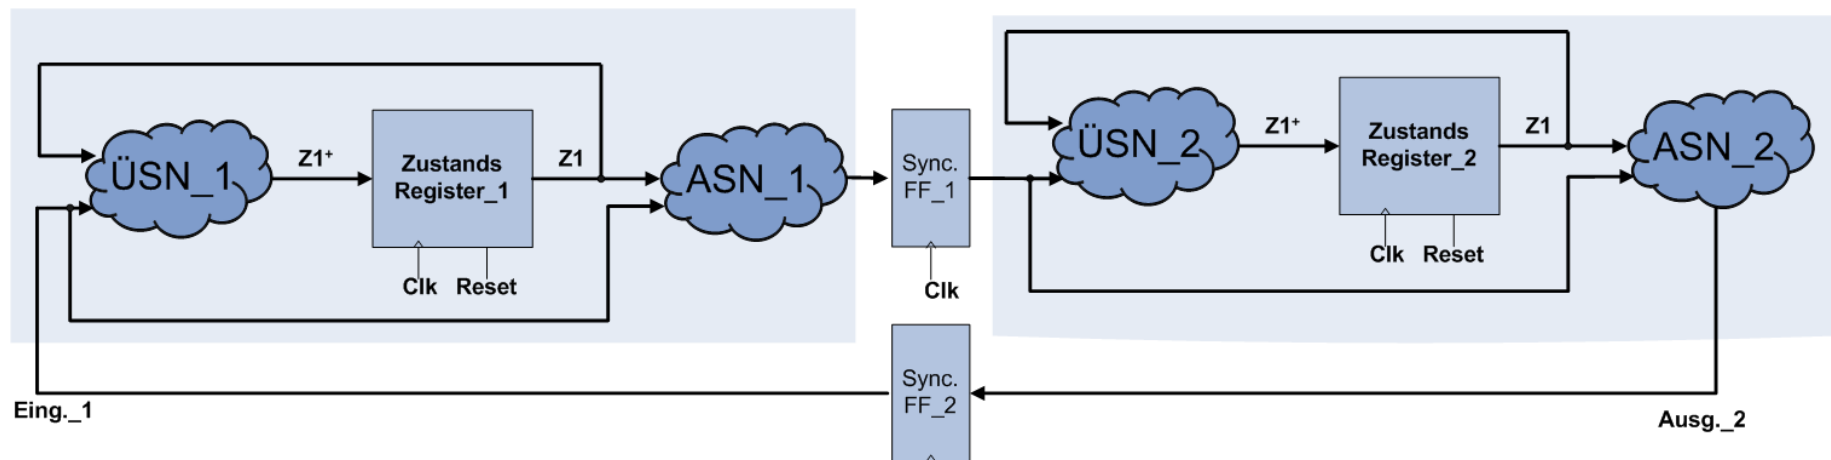 ÜSN_1
Z1⁺
Zustands
Register_1
Z1
ASN_1
Clk
Reset
Sync.
FF_1
Clk
ÜSN_2
Z1⁺
Zustands
Register_2
Z1
ASN_2
Clk
Reset
Eing._1
Sync.
FF_2
Ausg._2